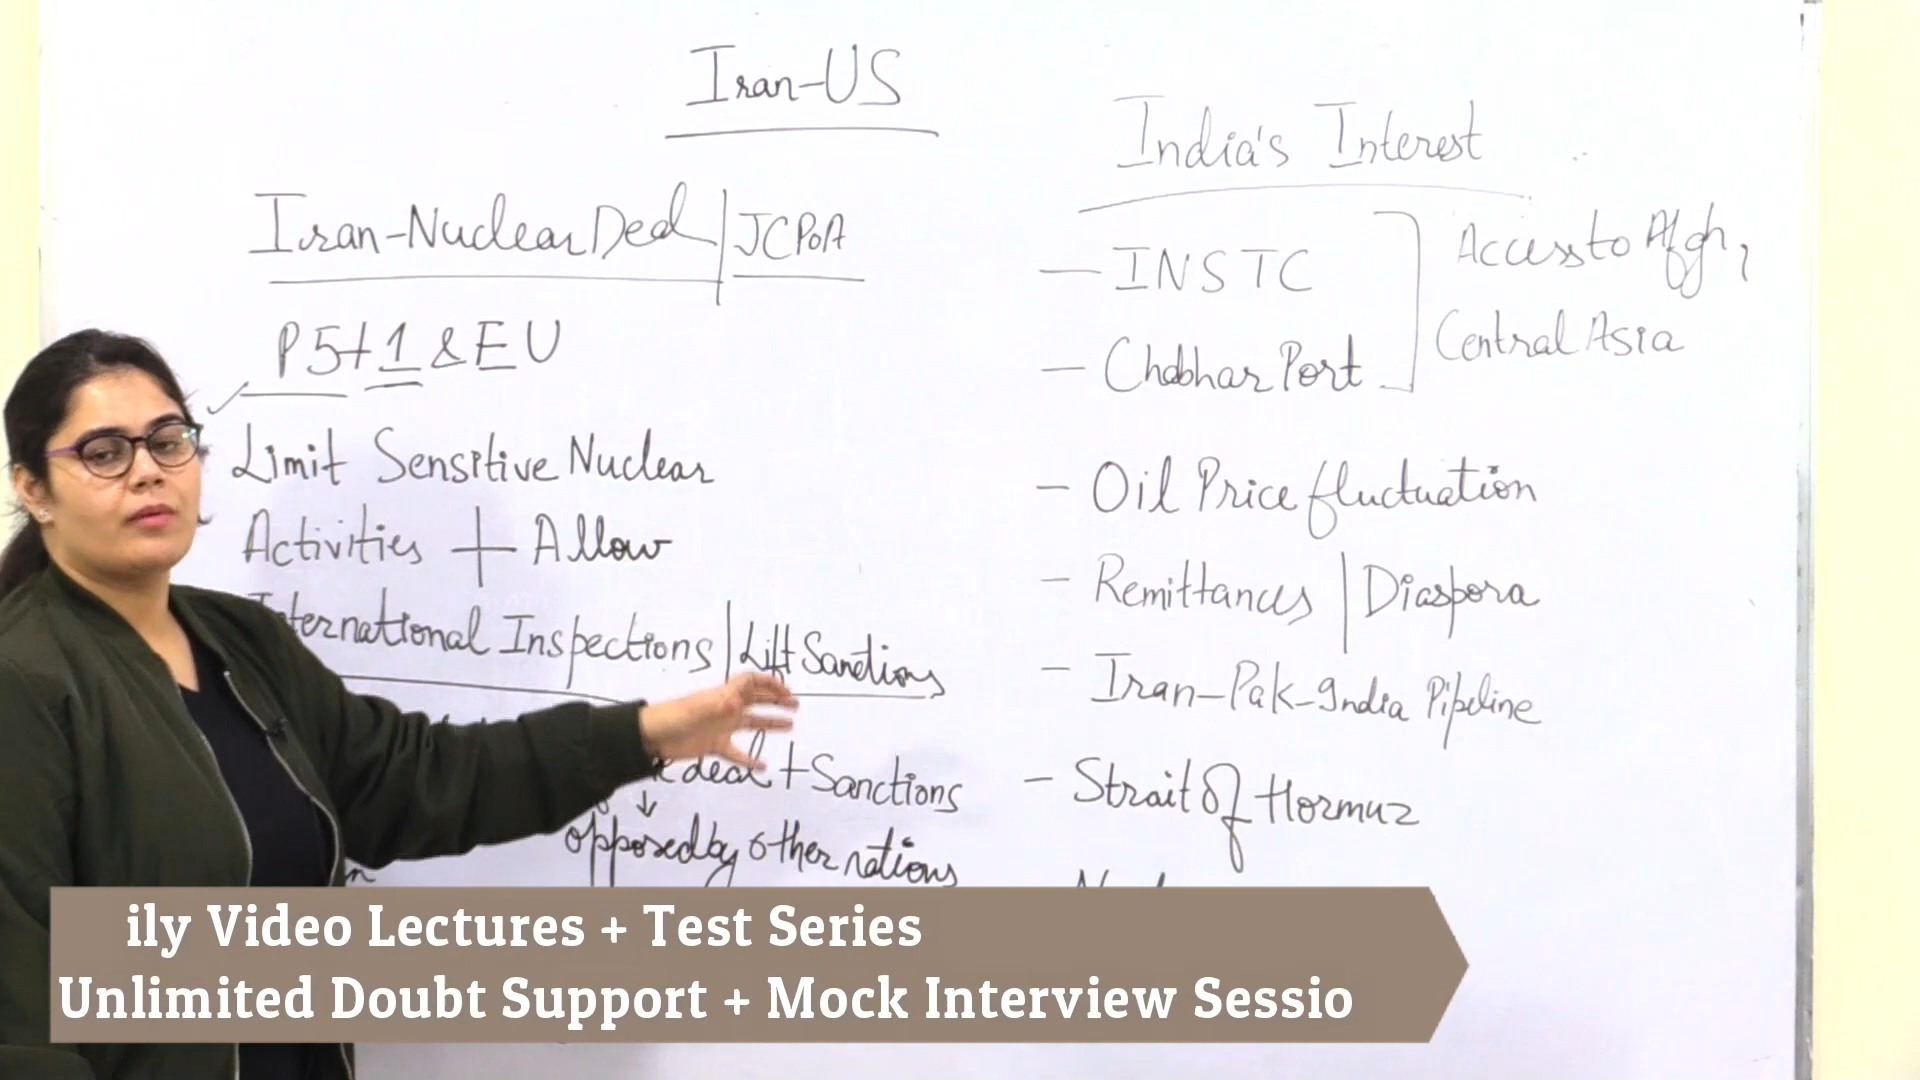 Iran-US
Iran-Nuclear Deal | JCPoA
P5+1 & EU
Limit Sensitive Nuclear
Activities + Allow
International Inspections | Lift Sanctions
deal + Sanctions
↓
opposed by other nations
India's Interest
- INSTC
- Chabhar Port
Access to Afgh,
Central Asia
- Oil Price fluctuation
- Remittances | Diaspora
- Iran-Pak-India Pipeline
- Strait Of Hormuz
ily Video Lectures + Test Series
Unlimited Doubt Support + Mock Interview Sessio